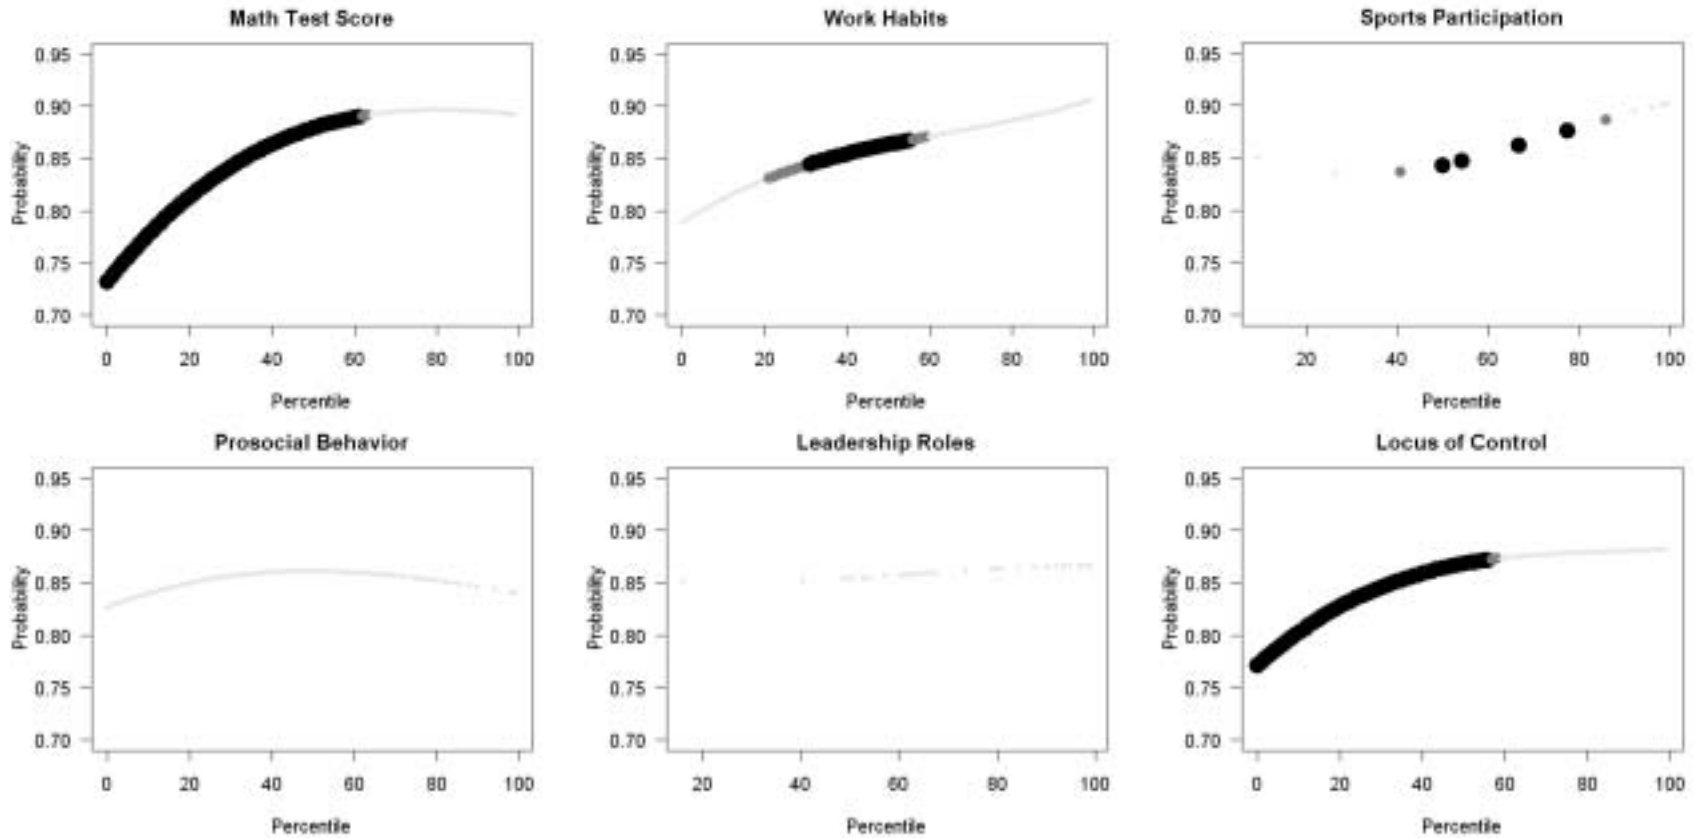 Math Test Score
Work Habits
Sports Participation
Probability
0.95
0.90
0.85
0.80
0.75
0.70
0 20 40 60 80 100
Percentile
Probability
0.95
0.90
0.85
0.80
0.75
0.70
0 20 40 60 80 100
Percentile
Probability
0.95
0.90
0.85
0.80
0.75
0.70
20 40 60 80 100
Percentile
Prosocial Behavior
Leadership Roles
Locus of Control
Probability
0.95
0.90
0.85
0.80
0.75
0.70
0 20 40 60 80 100
Percentile
Probability
0.95
0.90
0.85
0.80
0.75
0.70
20 40 60 80 100
Percentile
Probability
0.95
0.90
0.85
0.80
0.75
0.70
0 20 40 60 80 100
Percentile